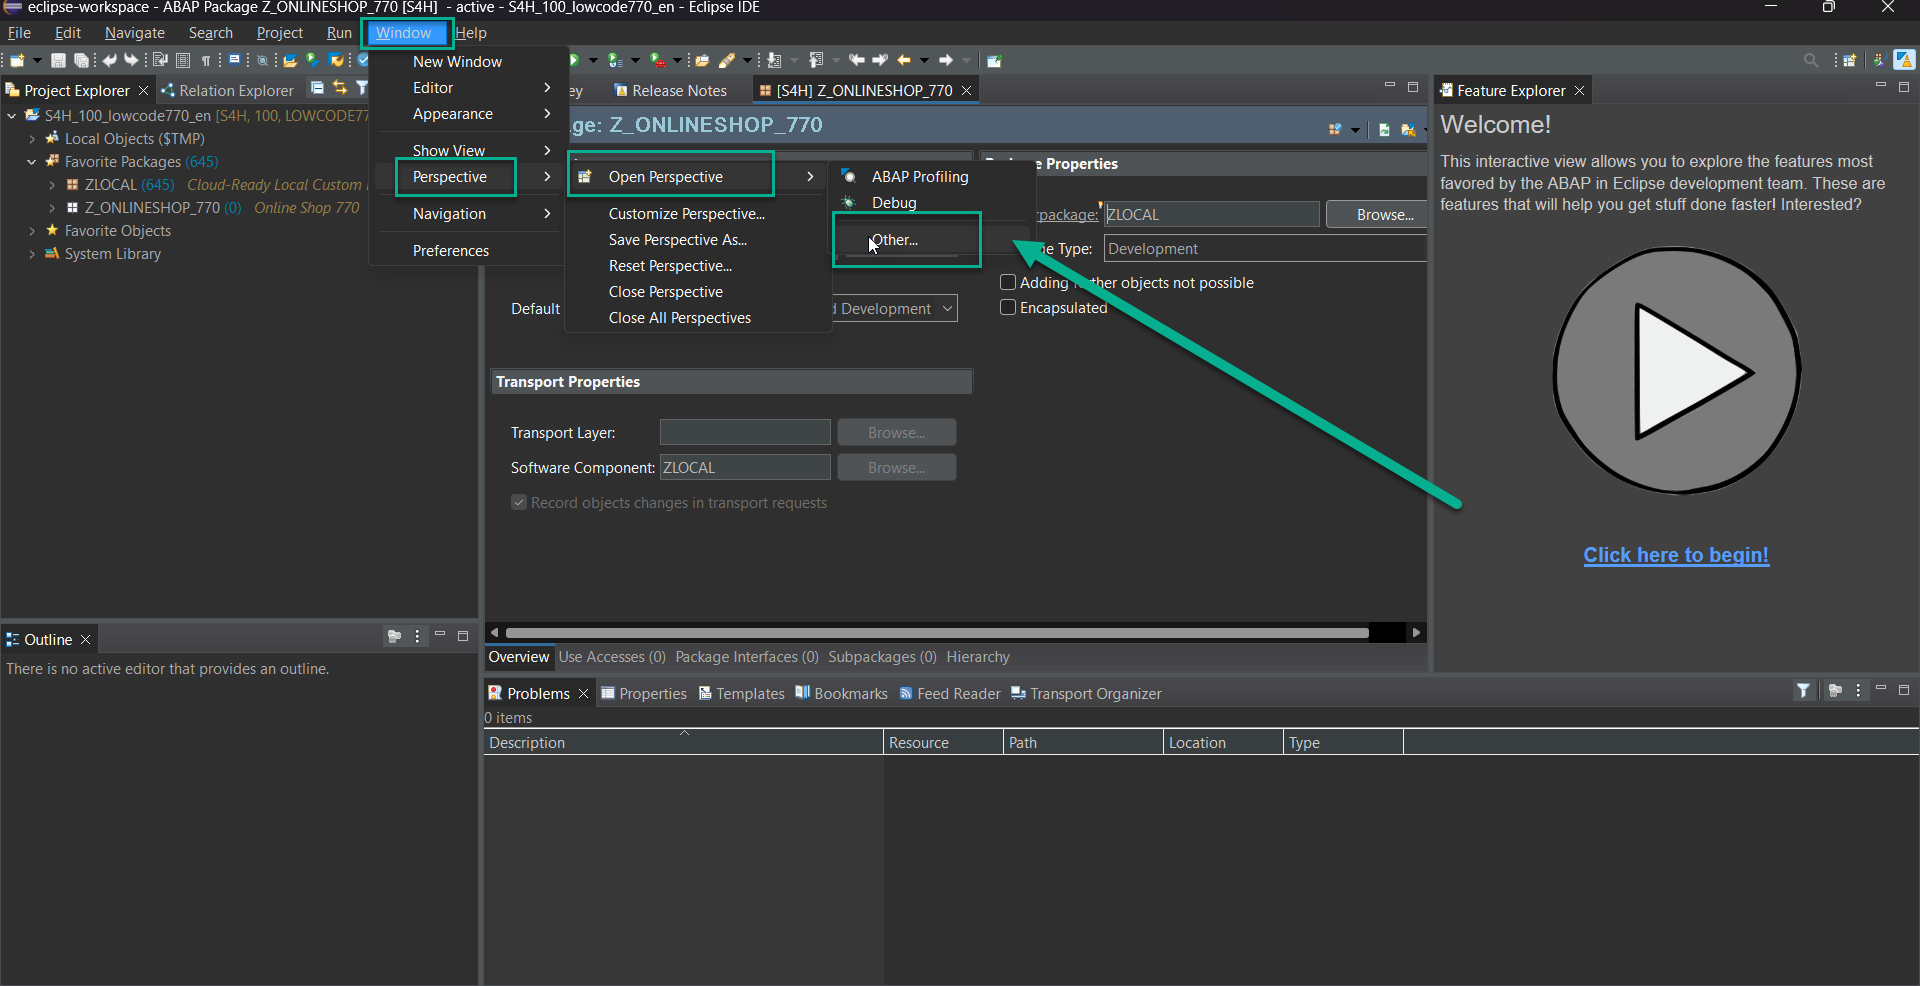 eclipse-workspace - ABAP Package Z_ONLINESHOP_770 [S4H] - active - S4H_100_lowcode770_en - Eclipse IDE
File Edit Navigate Search Project Run Window Help
Project Explorer
Relation Explorer
S4H_100_lowcode770_en [S4H, 100, LOWCODE77
Local Objects ($TMP)
Favorite Packages (645)
ZLOCAL (645) Cloud-Ready Local Custom
Z_ONLINESHOP_770 (0) Online Shop 770
Favorite Objects
System Library
New Window
Editor
Appearance
Show View
Perspective
Navigation
Preferences
Open Perspective
Customize Perspective...
Save Perspective As...
Reset Perspective...
Close Perspective
Close All Perspectives
ABAP Profiling
Debug
Other...
ey
Release Notes
[S4H] Z_ONLINESHOP_770
ge: Z_ONLINESHOP_770
e Properties
package: ZLOCAL Browse...
e Type: Development
Adding further objects not possible
Encapsulated
Default
d Development
Transport Properties
Transport Layer: Browse...
Software Component: ZLOCAL Browse...
Record objects changes in transport requests
Overview Use Accesses (0) Package Interfaces (0) Subpackages (0) Hierarchy
Feature Explorer
Welcome!
This interactive view allows you to explore the features most
favored by the ABAP in Eclipse development team. These are
features that will help you get stuff done faster! Interested?
Click here to begin!
Outline
There is no active editor that provides an outline.
Problems Properties Templates Bookmarks Feed Reader Transport Organizer
0 items
Description Resource Path Location Type